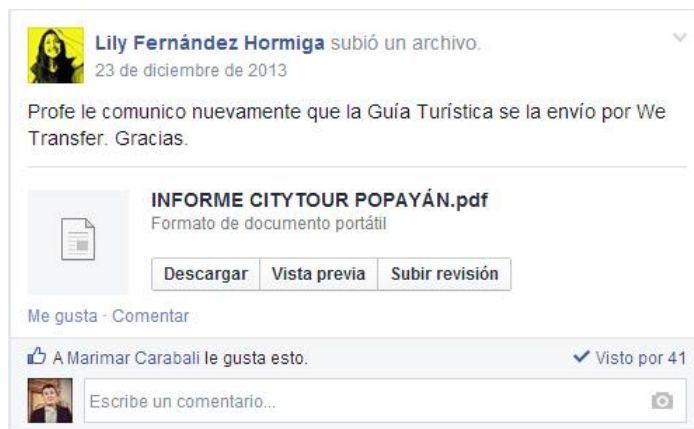 Lily Fernández Hormiga subió un archivo.
23 de diciembre de 2013
Profe le comunico nuevamente que la Guía Turística se la envío por We
Transfer. Gracias.
INFORME CITYTOUR POPAYÁN.pdf
Formato de documento portátil
Descargar Vista previa Subir revisión
Me gusta · Comentar
A Marimar Carabali le gusta esto. Visto por 41
Escribe un comentario...